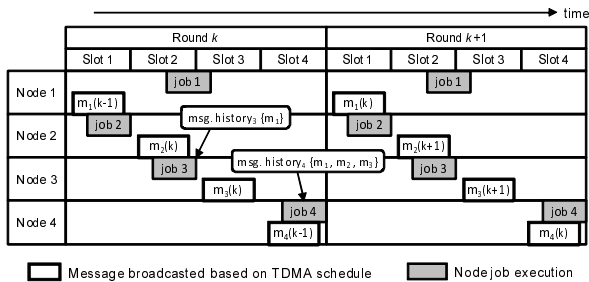 time
Round k Round k+1
Slot 1 Slot 2 Slot 3 Slot 4 Slot 1 Slot 2 Slot 3 Slot 4
Node 1 job 1 job 1
m₁(k-1) m₁(k)
msg. history₃ {m₁}
Node 2 job 2 job 2
m₂(k) m₂(k+1)
msg. history₄ {m₁, m₂, m₃}
Node 3 job 3 job 3
m₃(k) m₃(k+1)
Node 4 job 4 job 4
m₄(k-1) m₄(k)
Message broadcasted based on TDMA schedule Node job execution